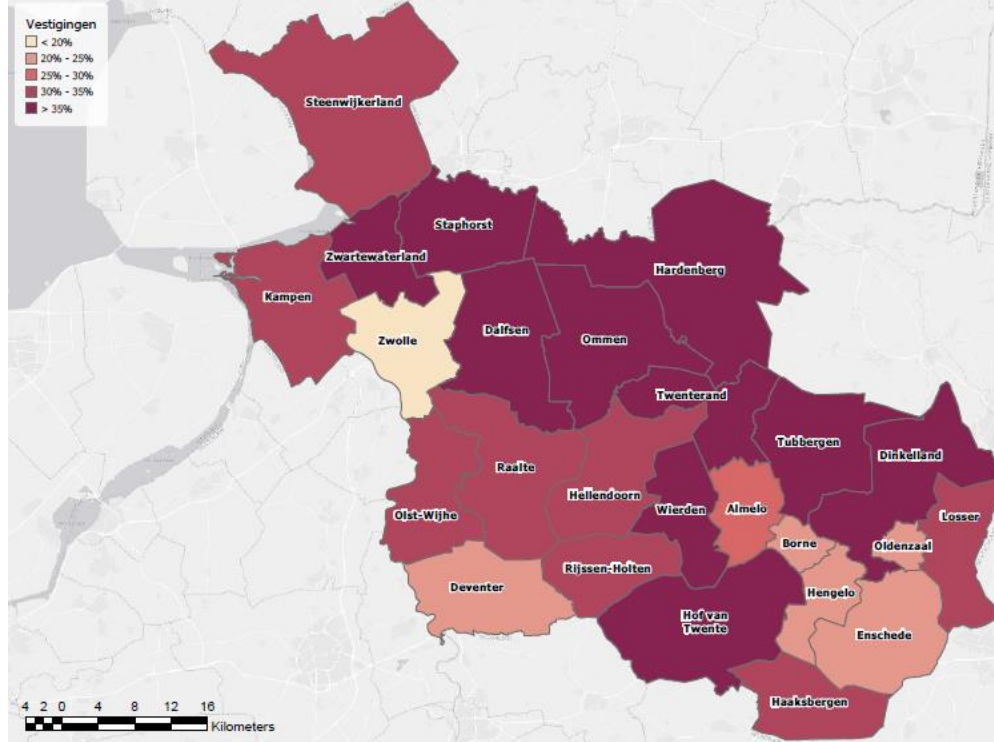 Vestigingen
< 20%
20% - 25%
25% - 30%
30% - 35%
> 35%
Steenwijkerland
Staphorst
Zwartewaterland
Hardenberg
Kampen
Zwolle
Dalfsen
Ommen
Twenterand
Tubbergen
Dinkelland
Raalte
Hellendoorn
Wierden
Almelo
Losser
Olst-Wijhe
Borne
Oldenzaal
Rijssen-Holten
Deventer
Hengelo
Hof van
Twente
Enschede
Haaksbergen
4 2 0 4 8 12 16
Kilometers